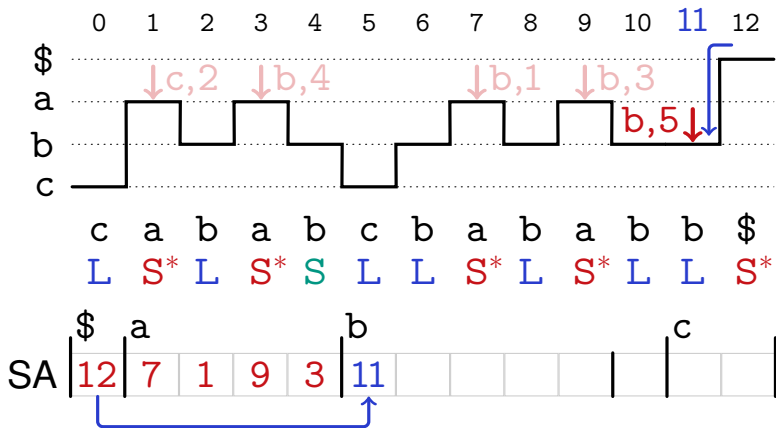 0 1 2 3 4 5 6 7 8 9 10 11 12
$
c,2 b,4 b,1 b,3
a
b,5
b
c
c a b a b c b a b a b b $
L S* L S* S L L S* L S* L L S*
$ a b c
SA 12 7 1 9 3 11